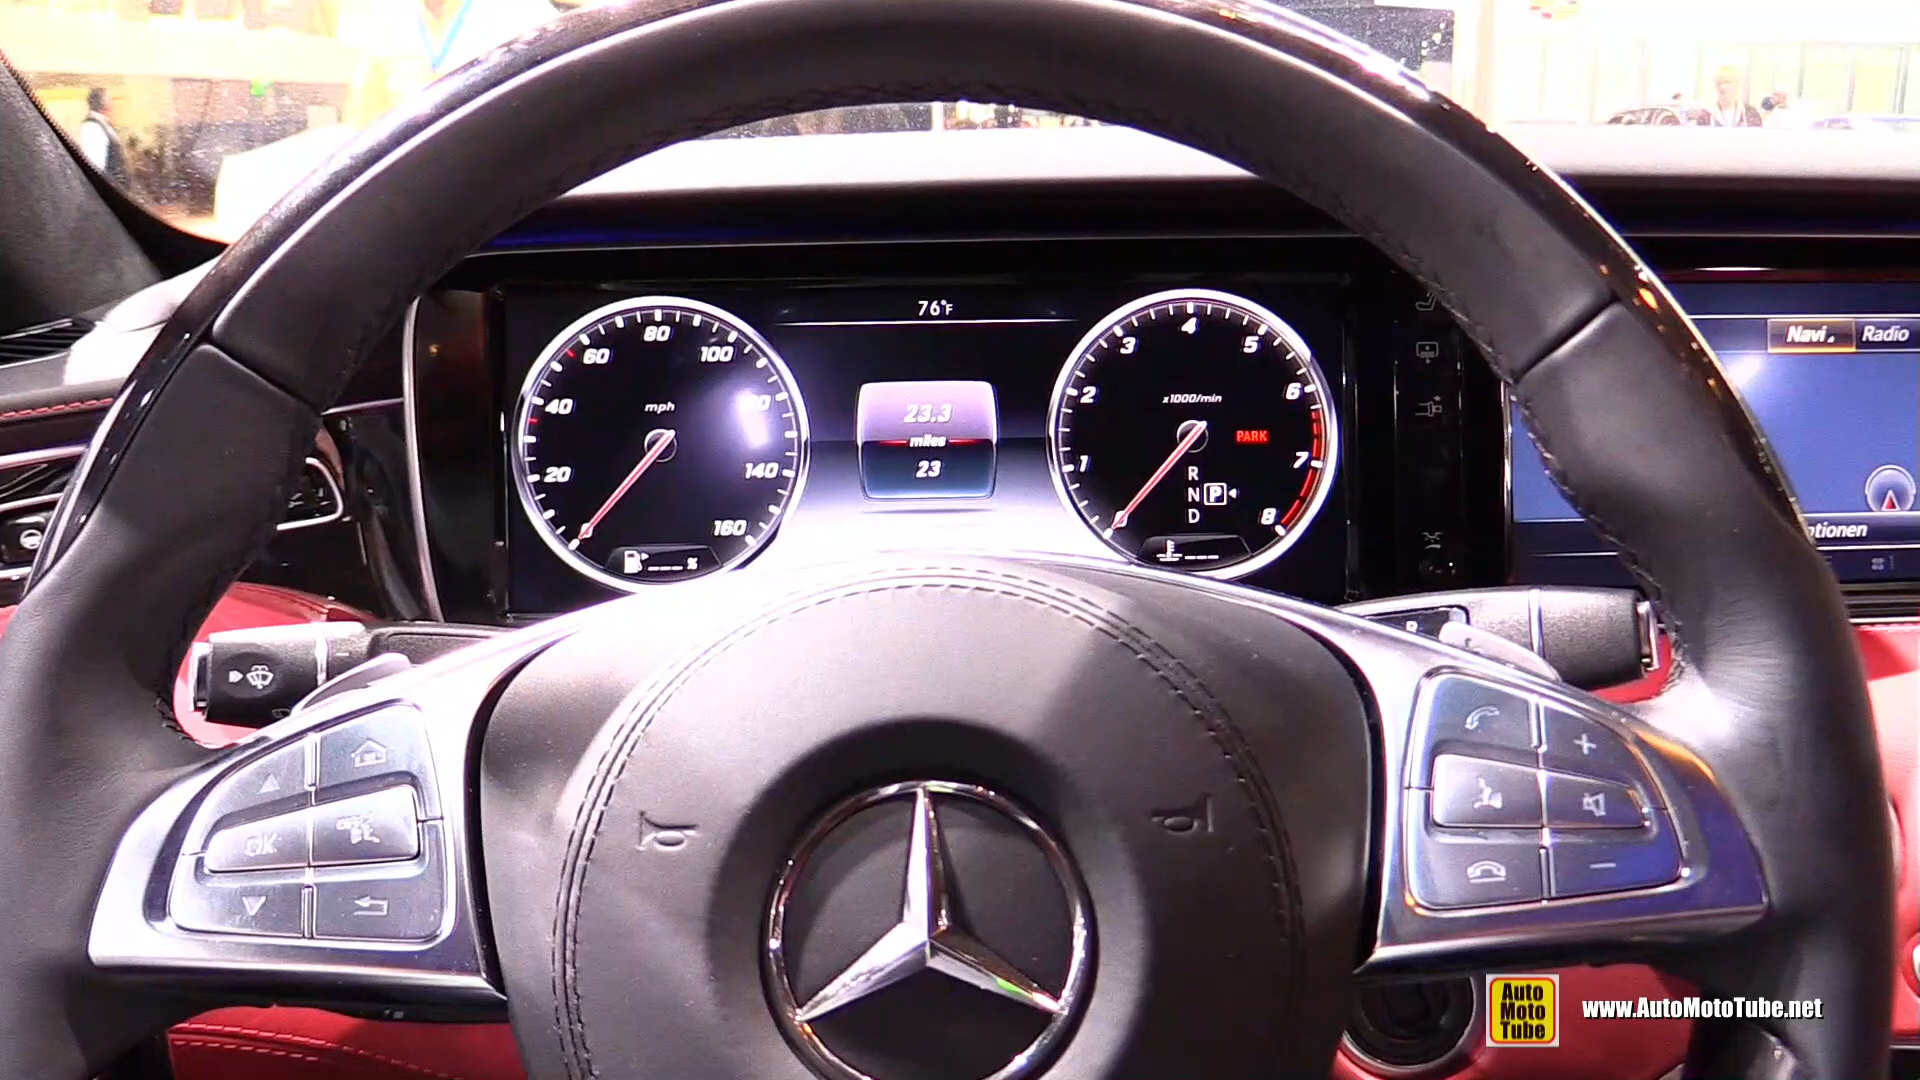 76°F
80
60
100
40
mph
20
140
160
%
23.3
miles
23
4
3
5
2
6
x1000/min
PARK
1
7
R
N P
D
8
Navi
Radio
OK
Auto
Moto
Tube
www.AutoMotoTube.net